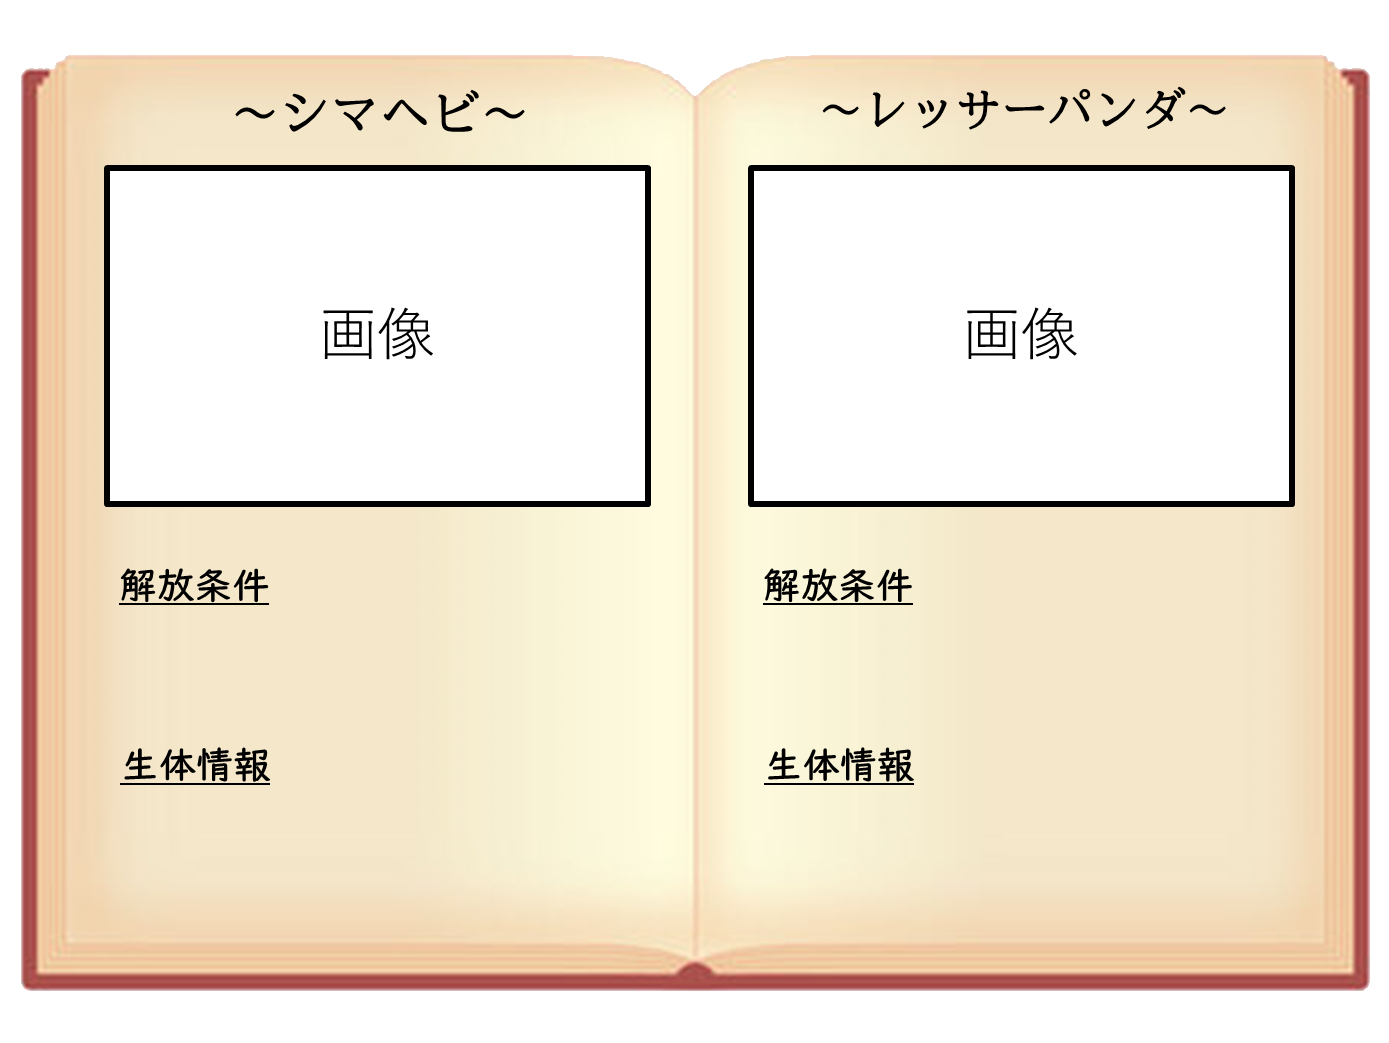 ～シマヘビ～
画像
解放条件
生体情報
～レッサーパンダ～
画像
解放条件
生体情報